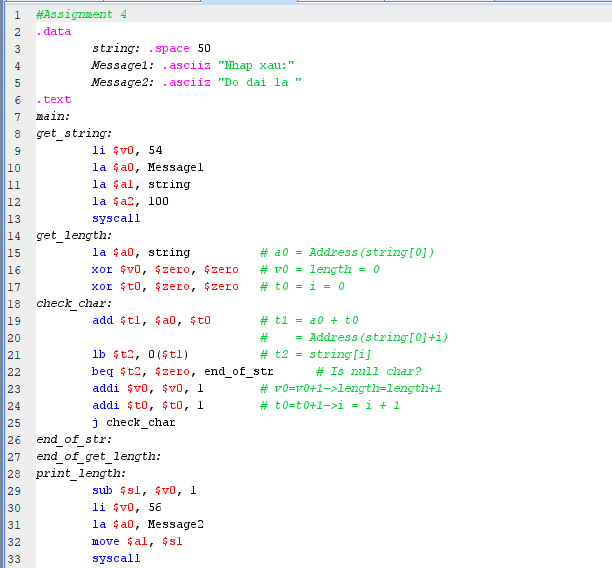 1 #Assignment 4
2 .data
3 string: .space 50
4 Message1: .asciiz "Nhap xau:"
5 Message2: .asciiz "Do dai la "
6 .text
7 main:
8 get_string:
9 li $v0, 54
10 la $a0, Message1
11 la $a1, string
12 la $a2, 100
13 syscall
14 get_length:
15 la $a0, string # a0 = Address(string[0])
16 xor $v0, $zero, $zero # v0 = length = 0
17 xor $t0, $zero, $zero # t0 = i = 0
18 check_char:
19 add $t1, $a0, $t0 # t1 = a0 + t0
20 # = Address(string[0]+i)
21 lb $t2, 0($t1) # t2 = string[i]
22 beq $t2, $zero, end_of_str # Is null char?
23 addi $v0, $v0, 1 # v0=v0+1->length=length+1
24 addi $t0, $t0, 1 # t0=t0+1->i = i + 1
25 j check_char
26 end_of_str:
27 end_of_get_length:
28 print_length:
29 sub $s1, $v0, 1
30 li $v0, 56
31 la $a0, Message2
32 move $a1, $s1
33 syscall